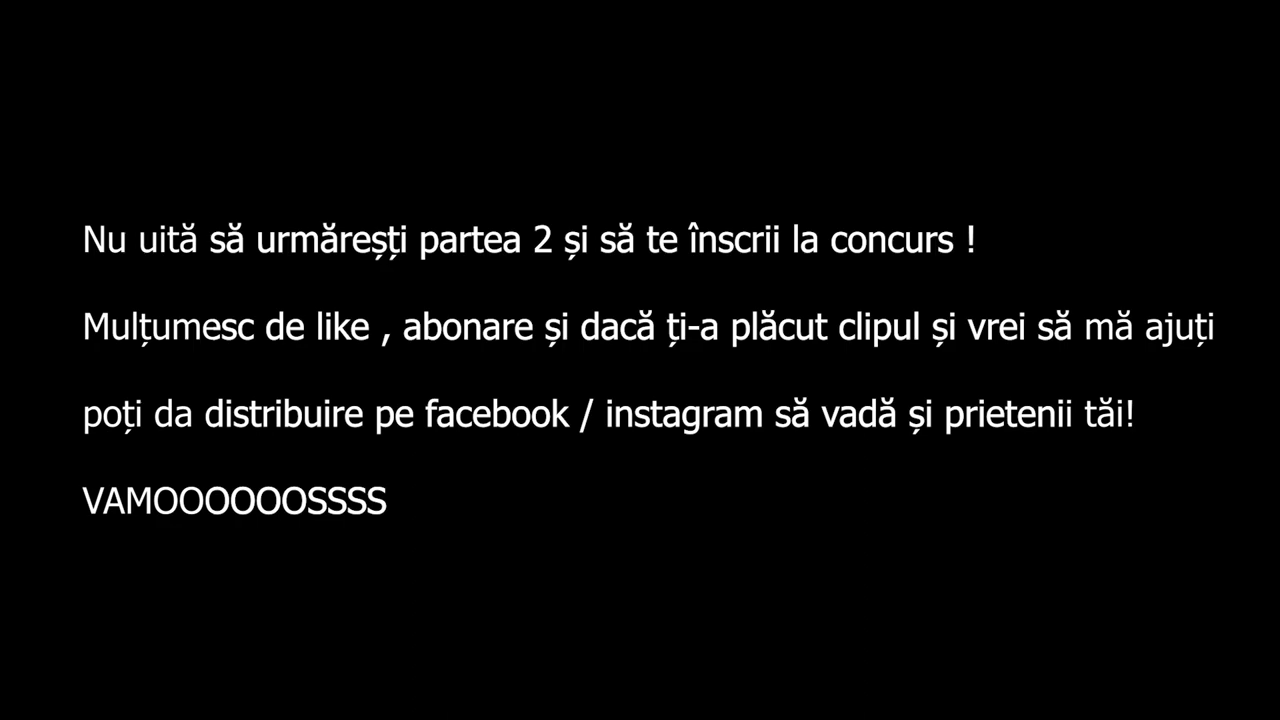 Nu uită să urmărești partea 2 și să te înscrii la concurs !
Mulțumesc de like , abonare și dacă ți-a plăcut clipul și vrei să mă ajuți
poți da distribuire pe facebook / instagram să vadă și prietenii tăi!
VAMOOOOOOSSSS